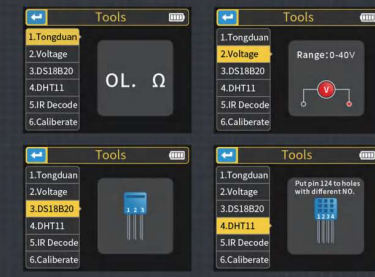 Tools
1.Tongduan
2.Voltage
3.DS18B20
4.DHT11
5.IR Decode
6.Caliberate
OL. Ω
Tools
1.Tongduan
2.Voltage
3.DS18B20
4.DHT11
5.IR Decode
6.Caliberate
Range:0-40V
V
Tools
1.Tongduan
2.Voltage
3.DS18B20
4.DHT11
5.IR Decode
6.Caliberate
1 2 3
Tools
1.Tongduan
2.Voltage
3.DS18B20
4.DHT11
5.IR Decode
6.Caliberate
Put pin 124 to holes
with different NO.
1 2 3 4